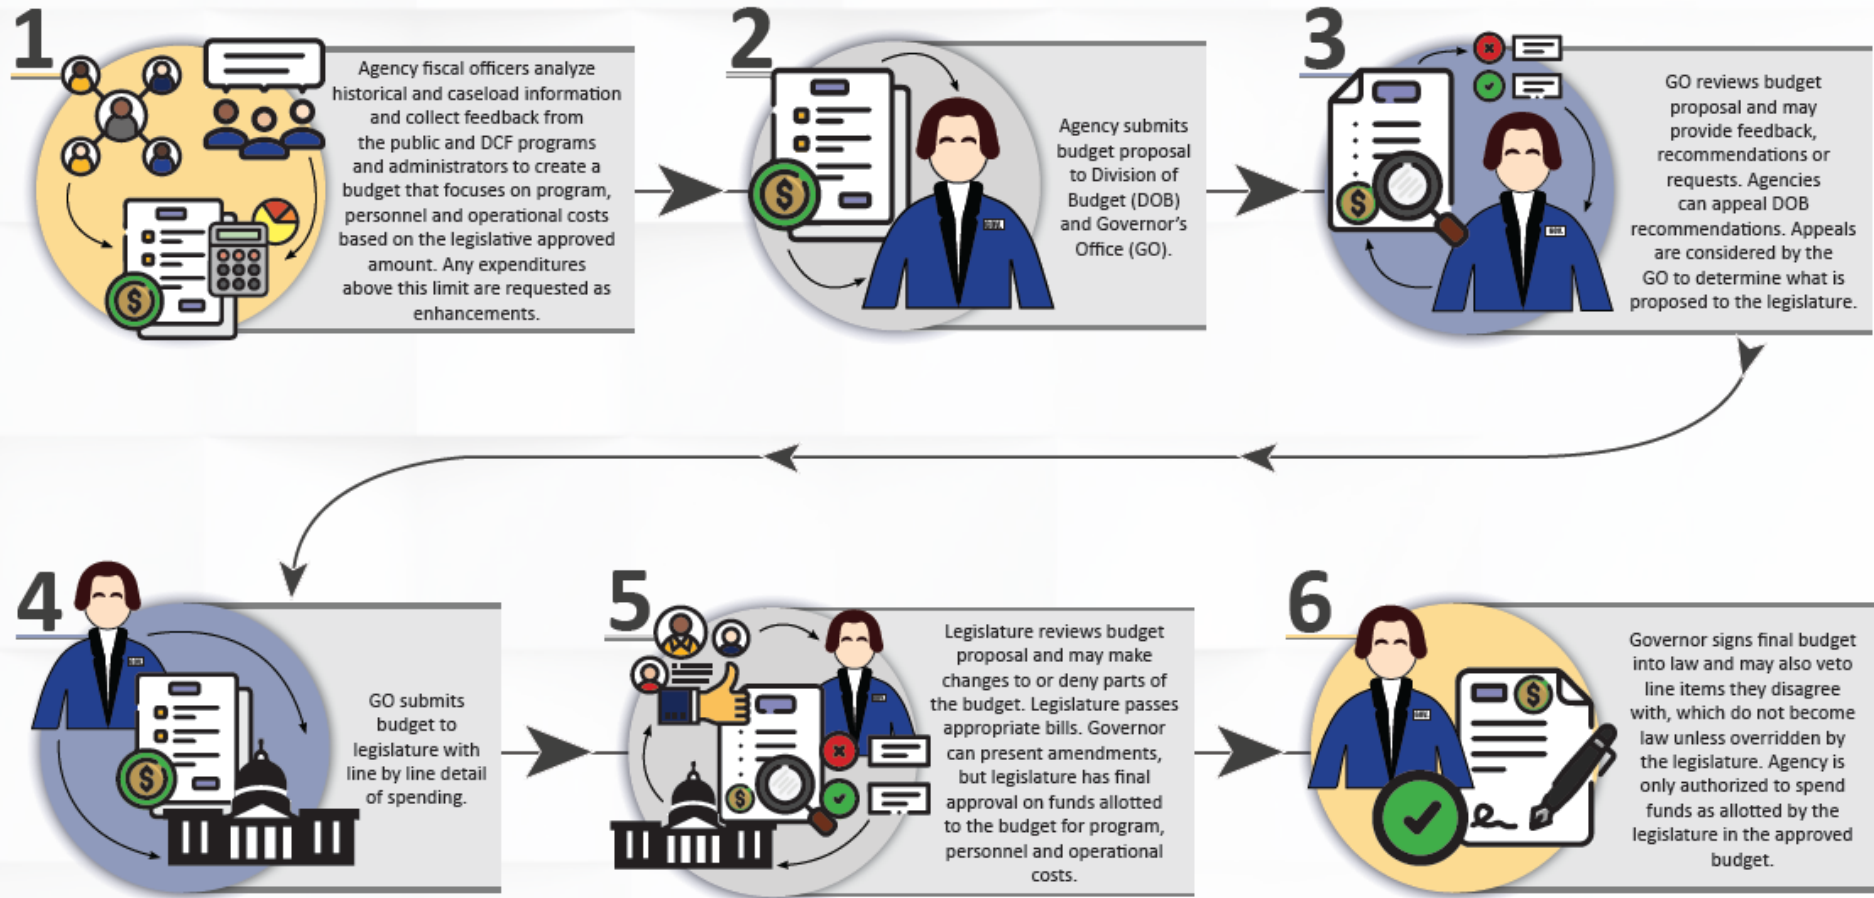 1
Agency fiscal officers analyze
historical and caseload information
and collect feedback from
the public and DCF programs
and administrators to create a
budget that focuses on program,
personnel and operational costs
based on the legislative approved
amount. Any expenditures
above this limit are requested as
enhancements.
2
Agency submits
budget proposal
to Division of
Budget (DOB)
and Governor's
Office (GO).
3
GO reviews budget
proposal and may
provide feedback,
recommendations or
requests. Agencies
can appeal DOB
recommendations. Appeals
are considered by the
GO to determine what is
proposed to the legislature.
4
GO submits
budget to
legislature with
line by line detail
of spending.
5
Legislature reviews budget
proposal and may make
changes to or deny parts of
the budget. Legislature passes
appropriate bills. Governor
can present amendments,
but legislature has final
approval on funds allotted
to the budget for program,
personnel and operational
costs.
6
Governor signs final budget
into law and may also veto
line items they disagree
with, which do not become
law unless overridden by
the legislature. Agency is
only authorized to spend
funds as allotted by the
legislature in the approved
budget.